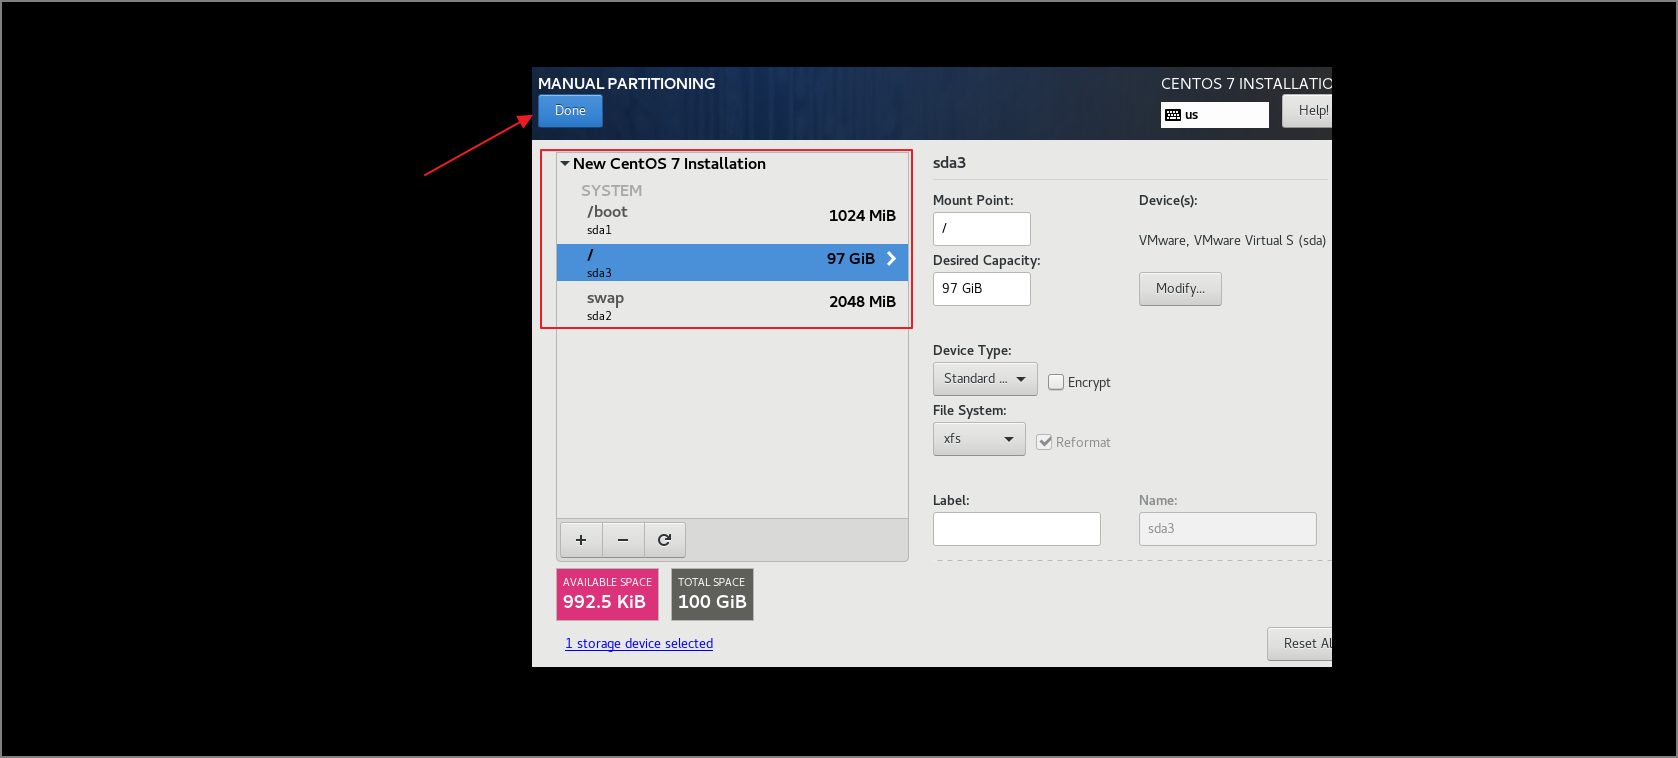 MANUAL PARTITIONING
CENTOS 7 INSTALLATIO
Done
us
Help!
New CentOS 7 Installation
SYSTEM
/boot
1024 MiB
sda1
/
97 GiB
sda3
swap
2048 MiB
sda2
+
−
AVAILABLE SPACE
992.5 KiB
TOTAL SPACE
100 GiB
1 storage device selected
sda3
Mount Point:
/
Device(s):
VMware, VMware Virtual S (sda)
Desired Capacity:
97 GiB
Modify...
Device Type:
Standard ...
Encrypt
File System:
xfs
Reformat
Label:
Name:
sda3
Reset Al